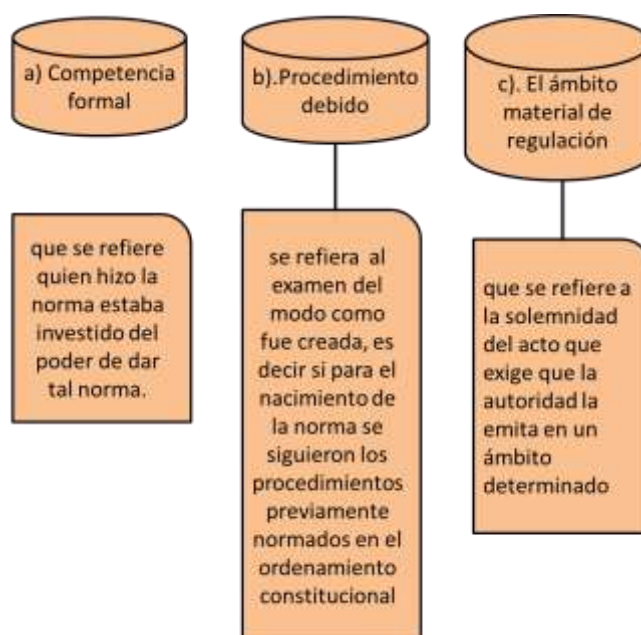 a) Competencia
formal
que se refiere
quien hizo la
norma estaba
investido del
poder de dar
tal norma.
b).Procedimiento
debido
se refiera al
examen del
modo como
fue creada, es
decir si para el
nacimiento de
la norma se
siguieron los
procedimientos
previamente
normados en el
ordenamiento
constitucional
c). El ámbito
material de
regulación
que se refiere a
la solemnidad
del acto que
exige que la
autoridad la
emita en un
ámbito
determinado